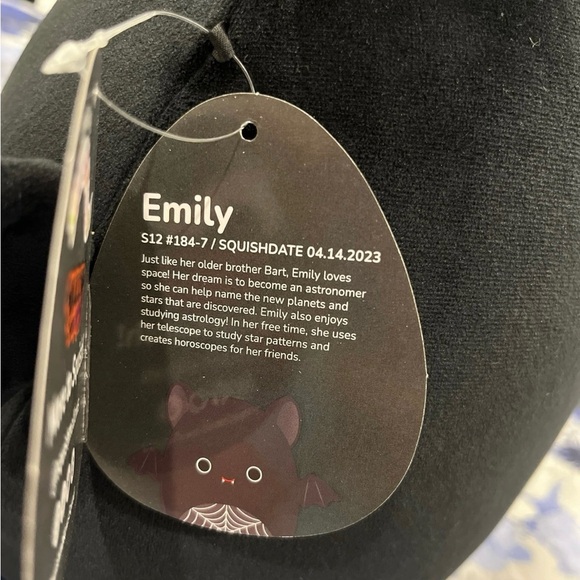 Emily
S12 #184-7 / SQUISHDATE 04.14.2023
Just like her older brother Bart, Emily loves
space! Her dream is to become an astronomer
so she can help name the new planets and
stars that are discovered. Emily also enjoys
studying astrology! In her free time, she uses
her telescope to study star patterns and
creates horoscopes for her friends.